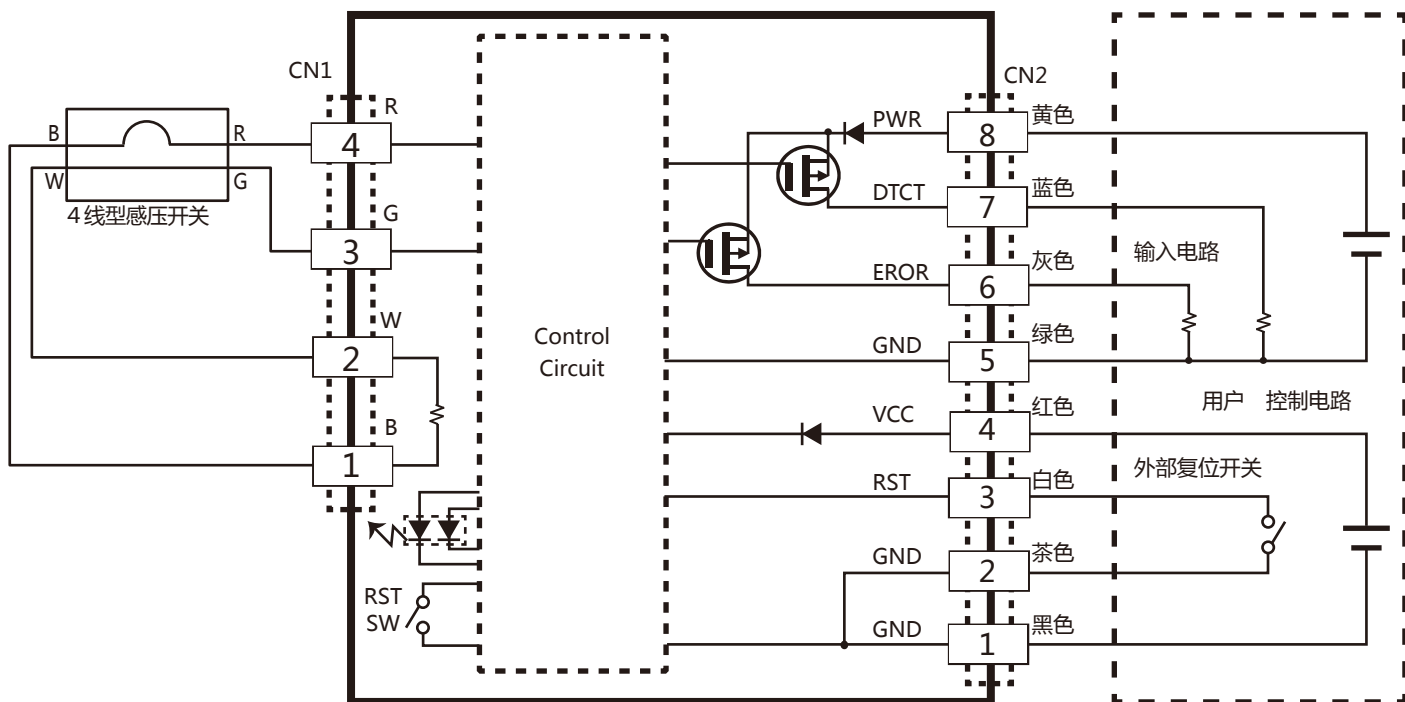 CN1
R
B
R
4
W
G
4线型感压开关
G
3
W
2
B
1
RST
SW
Control
Circuit
CN2
PWR
8
黄色
DTCT
7
蓝色
输入电路
EROR
6
灰色
GND
5
绿色
用户 控制电路
VCC
4
红色
外部复位开关
RST
3
白色
GND
2
茶色
GND
1
黑色